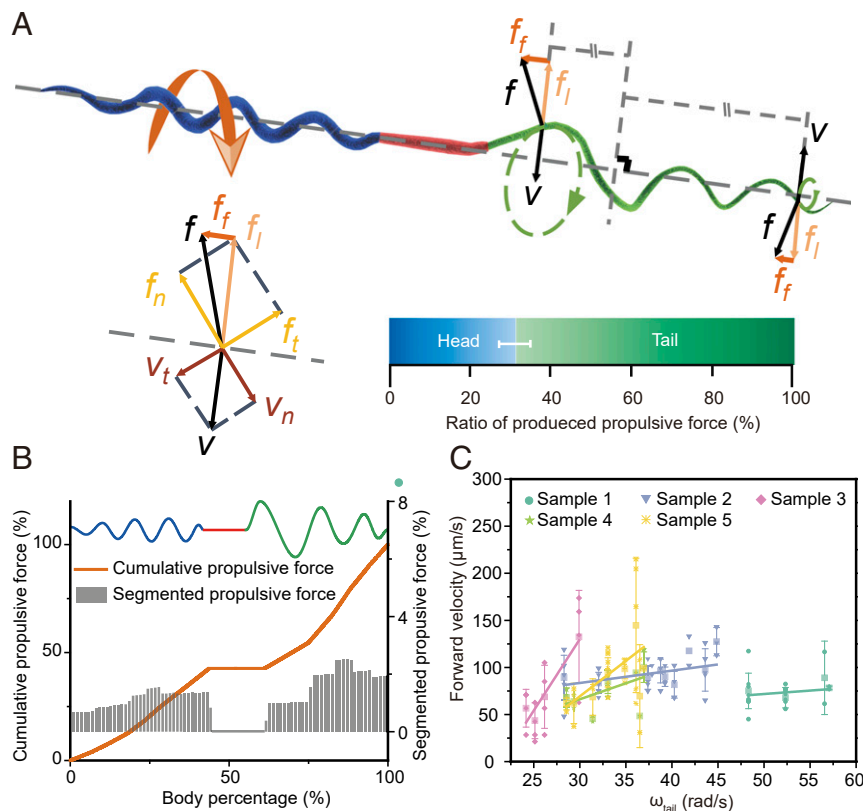 A
f_f
f
f_l
v
v
f
f_l
f_f
f_f
f
f_l
f_n
f_t
v_t
v_n
v
Head
Tail
0 20 40 60 80 100
Ratio of produeced propulsive force (%)
B
Cumulative propulsive force (%)
100
50
0
Cumulative propulsive force
Segmented propulsive force
8
4
0
Segmented propulsive force (%)
0 50 100
Body percentage (%)
C
Forward velocity (μm/s)
300
250
200
150
100
50
0
Sample 1 Sample 2 Sample 3
Sample 4 Sample 5
25 30 35 40 45 50 55 60
ω_tail (rad/s)